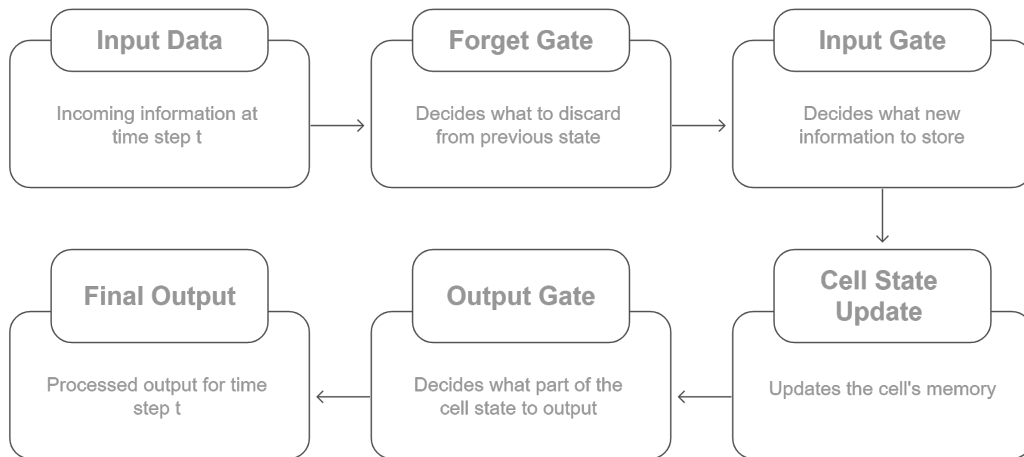 Input Data
Incoming information at
time step t
Forget Gate
Decides what to discard
from previous state
Input Gate
Decides what new
information to store
Final Output
Processed output for time
step t
Output Gate
Decides what part of the
cell state to output
Cell State
Update
Updates the cell's memory